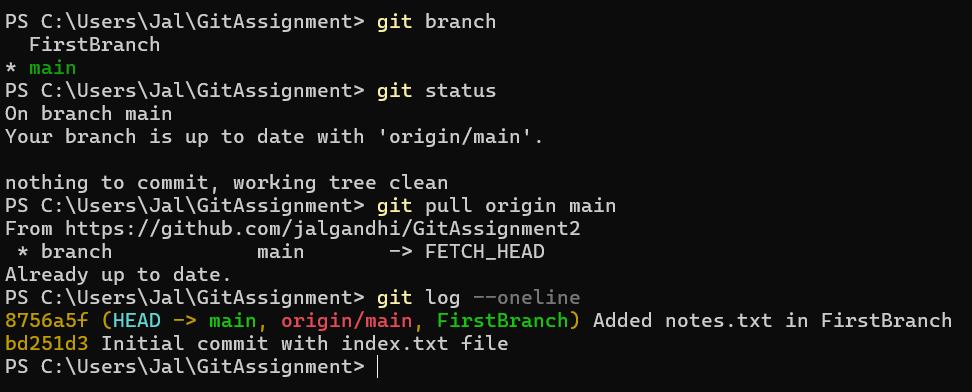 PS C:\Users\Jal\GitAssignment> git branch
  FirstBranch
* main
PS C:\Users\Jal\GitAssignment> git status
On branch main
Your branch is up to date with 'origin/main'.

nothing to commit, working tree clean
PS C:\Users\Jal\GitAssignment> git pull origin main
From https://github.com/jalgandhi/GitAssignment2
 * branch            main       -> FETCH_HEAD
Already up to date.
PS C:\Users\Jal\GitAssignment> git log --oneline
8756a5f (HEAD -> main, origin/main, FirstBranch) Added notes.txt in FirstBranch
bd251d3 Initial commit with index.txt file
PS C:\Users\Jal\GitAssignment>